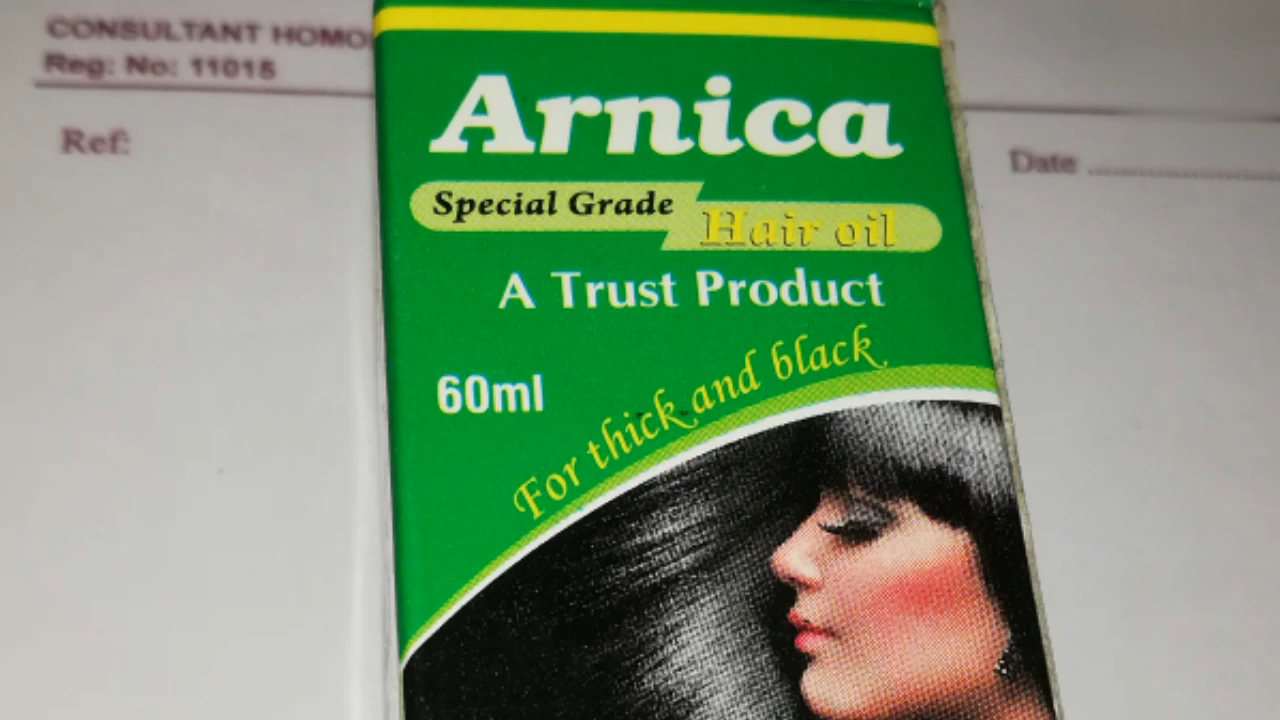 CONSULTANT HOMO
Reg: No: 11015
Ref:
Date
Arnica
Special Grade
Hair oil
A Trust Product
60ml
For thick and black